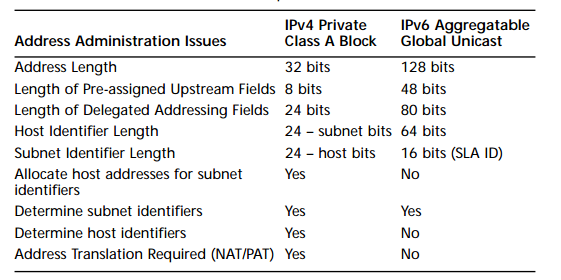 IPv4 Private IPv6 Aggregatable
Address Administration Issues Class A Block Global Unicast
Address Length 32 bits 128 bits
Length of Pre-assigned Upstream Fields 8 bits 48 bits
Length of Delegated Addressing Fields 24 bits 80 bits
Host Identifier Length 24 – subnet bits 64 bits
Subnet Identifier Length 24 – host bits 16 bits (SLA ID)
Allocate host addresses for subnet Yes No
identifiers
Determine subnet identifiers Yes Yes
Determine host identifiers Yes No
Address Translation Required (NAT/PAT) Yes No